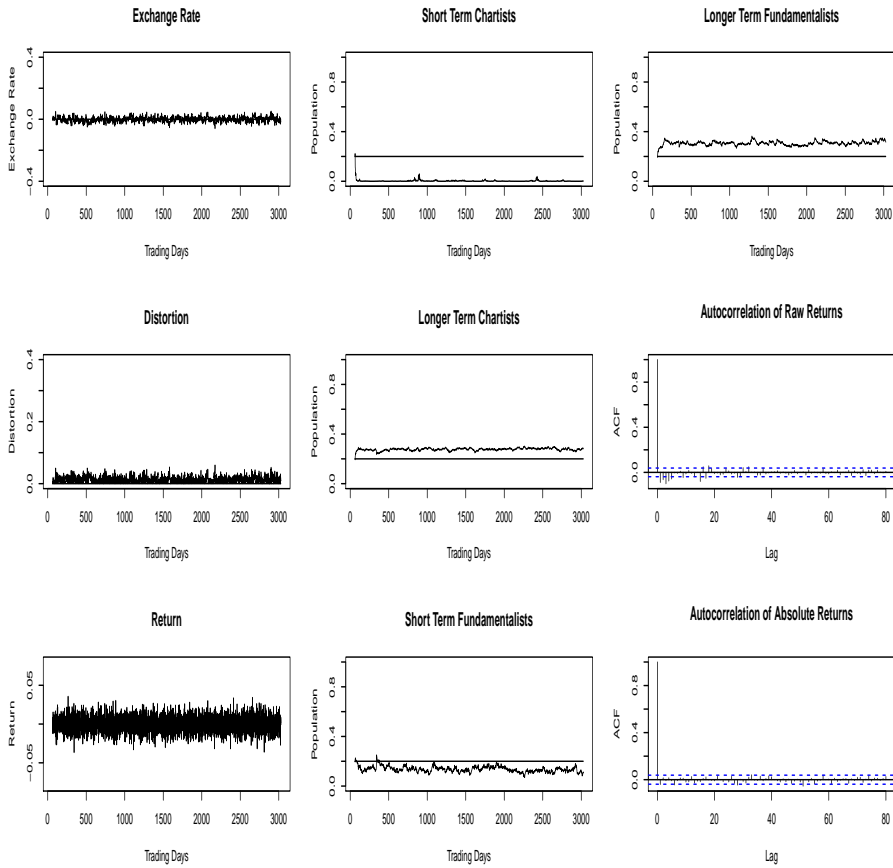 Exchange Rate
Exchange Rate
0.4
0.0
−0.4
0 500 1000 1500 2000 2500 3000
Trading Days
Short Term Chartists
Population
0.8
0.4
0.0
0 500 1000 1500 2000 2500 3000
Trading Days
Longer Term Fundamentalists
Population
0.8
0.4
0.0
0 500 1000 1500 2000 2500 3000
Trading Days
Distortion
Distortion
0.4
0.2
0.0
0 500 1000 1500 2000 2500 3000
Trading Days
Longer Term Chartists
Population
0.8
0.4
0.0
0 500 1000 1500 2000 2500 3000
Trading Days
Autocorrelation of Raw Returns
ACF
0.8
0.4
0.0
0 20 40 60 80
Lag
Return
Return
0.05
−0.05
0 500 1000 1500 2000 2500 3000
Trading Days
Short Term Fundamentalists
Population
0.8
0.4
0.0
0 500 1000 1500 2000 2500 3000
Trading Days
Autocorrelation of Absolute Returns
ACF
0.8
0.4
0.0
0 20 40 60 80
Lag